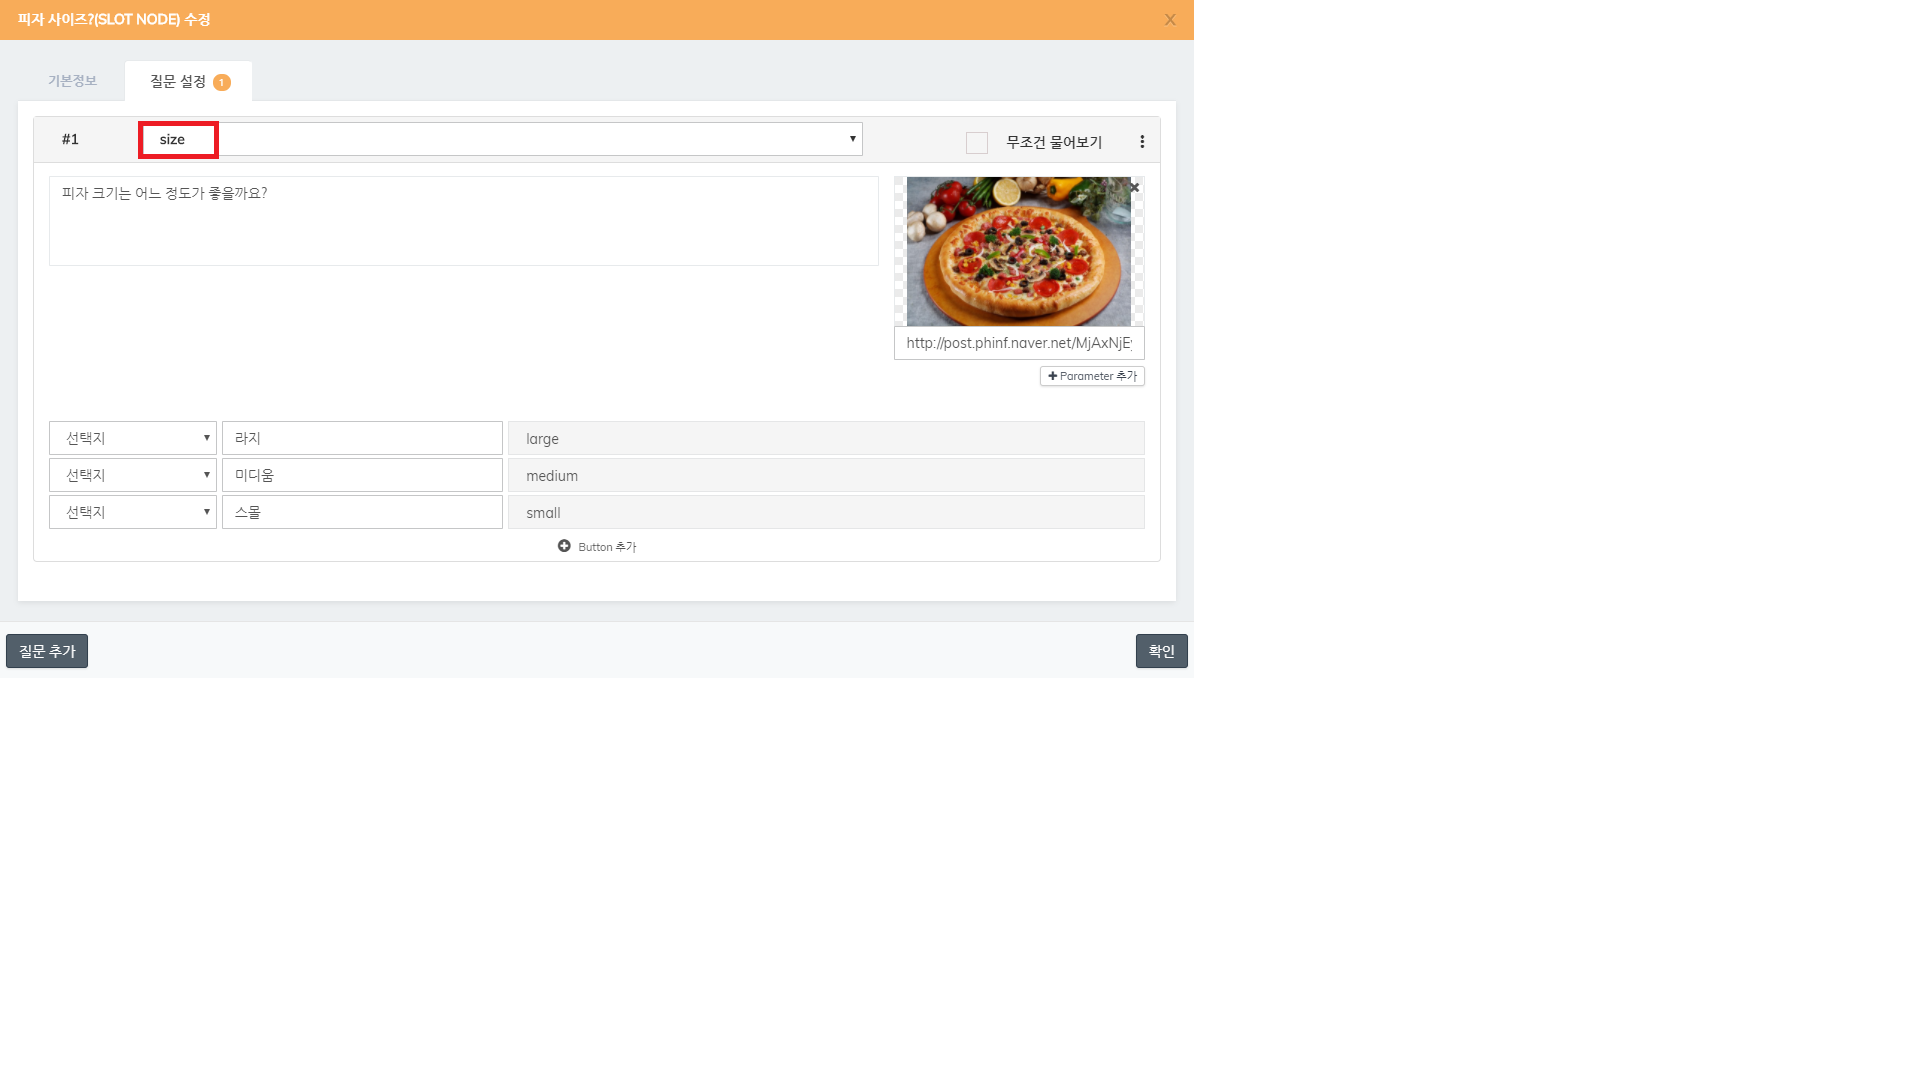 피자 사이즈?(SLOT NODE) 수정
X
기본정보
질문 설정 1
#1
size
무조건 물어보기
피자 크기는 어느 정도가 좋을까요?
http://post.phinf.naver.net/MjAxNjE
+ Parameter 추가
선택지 라지 large
선택지 미디움 medium
선택지 스몰 small
Button 추가
질문 추가
확인